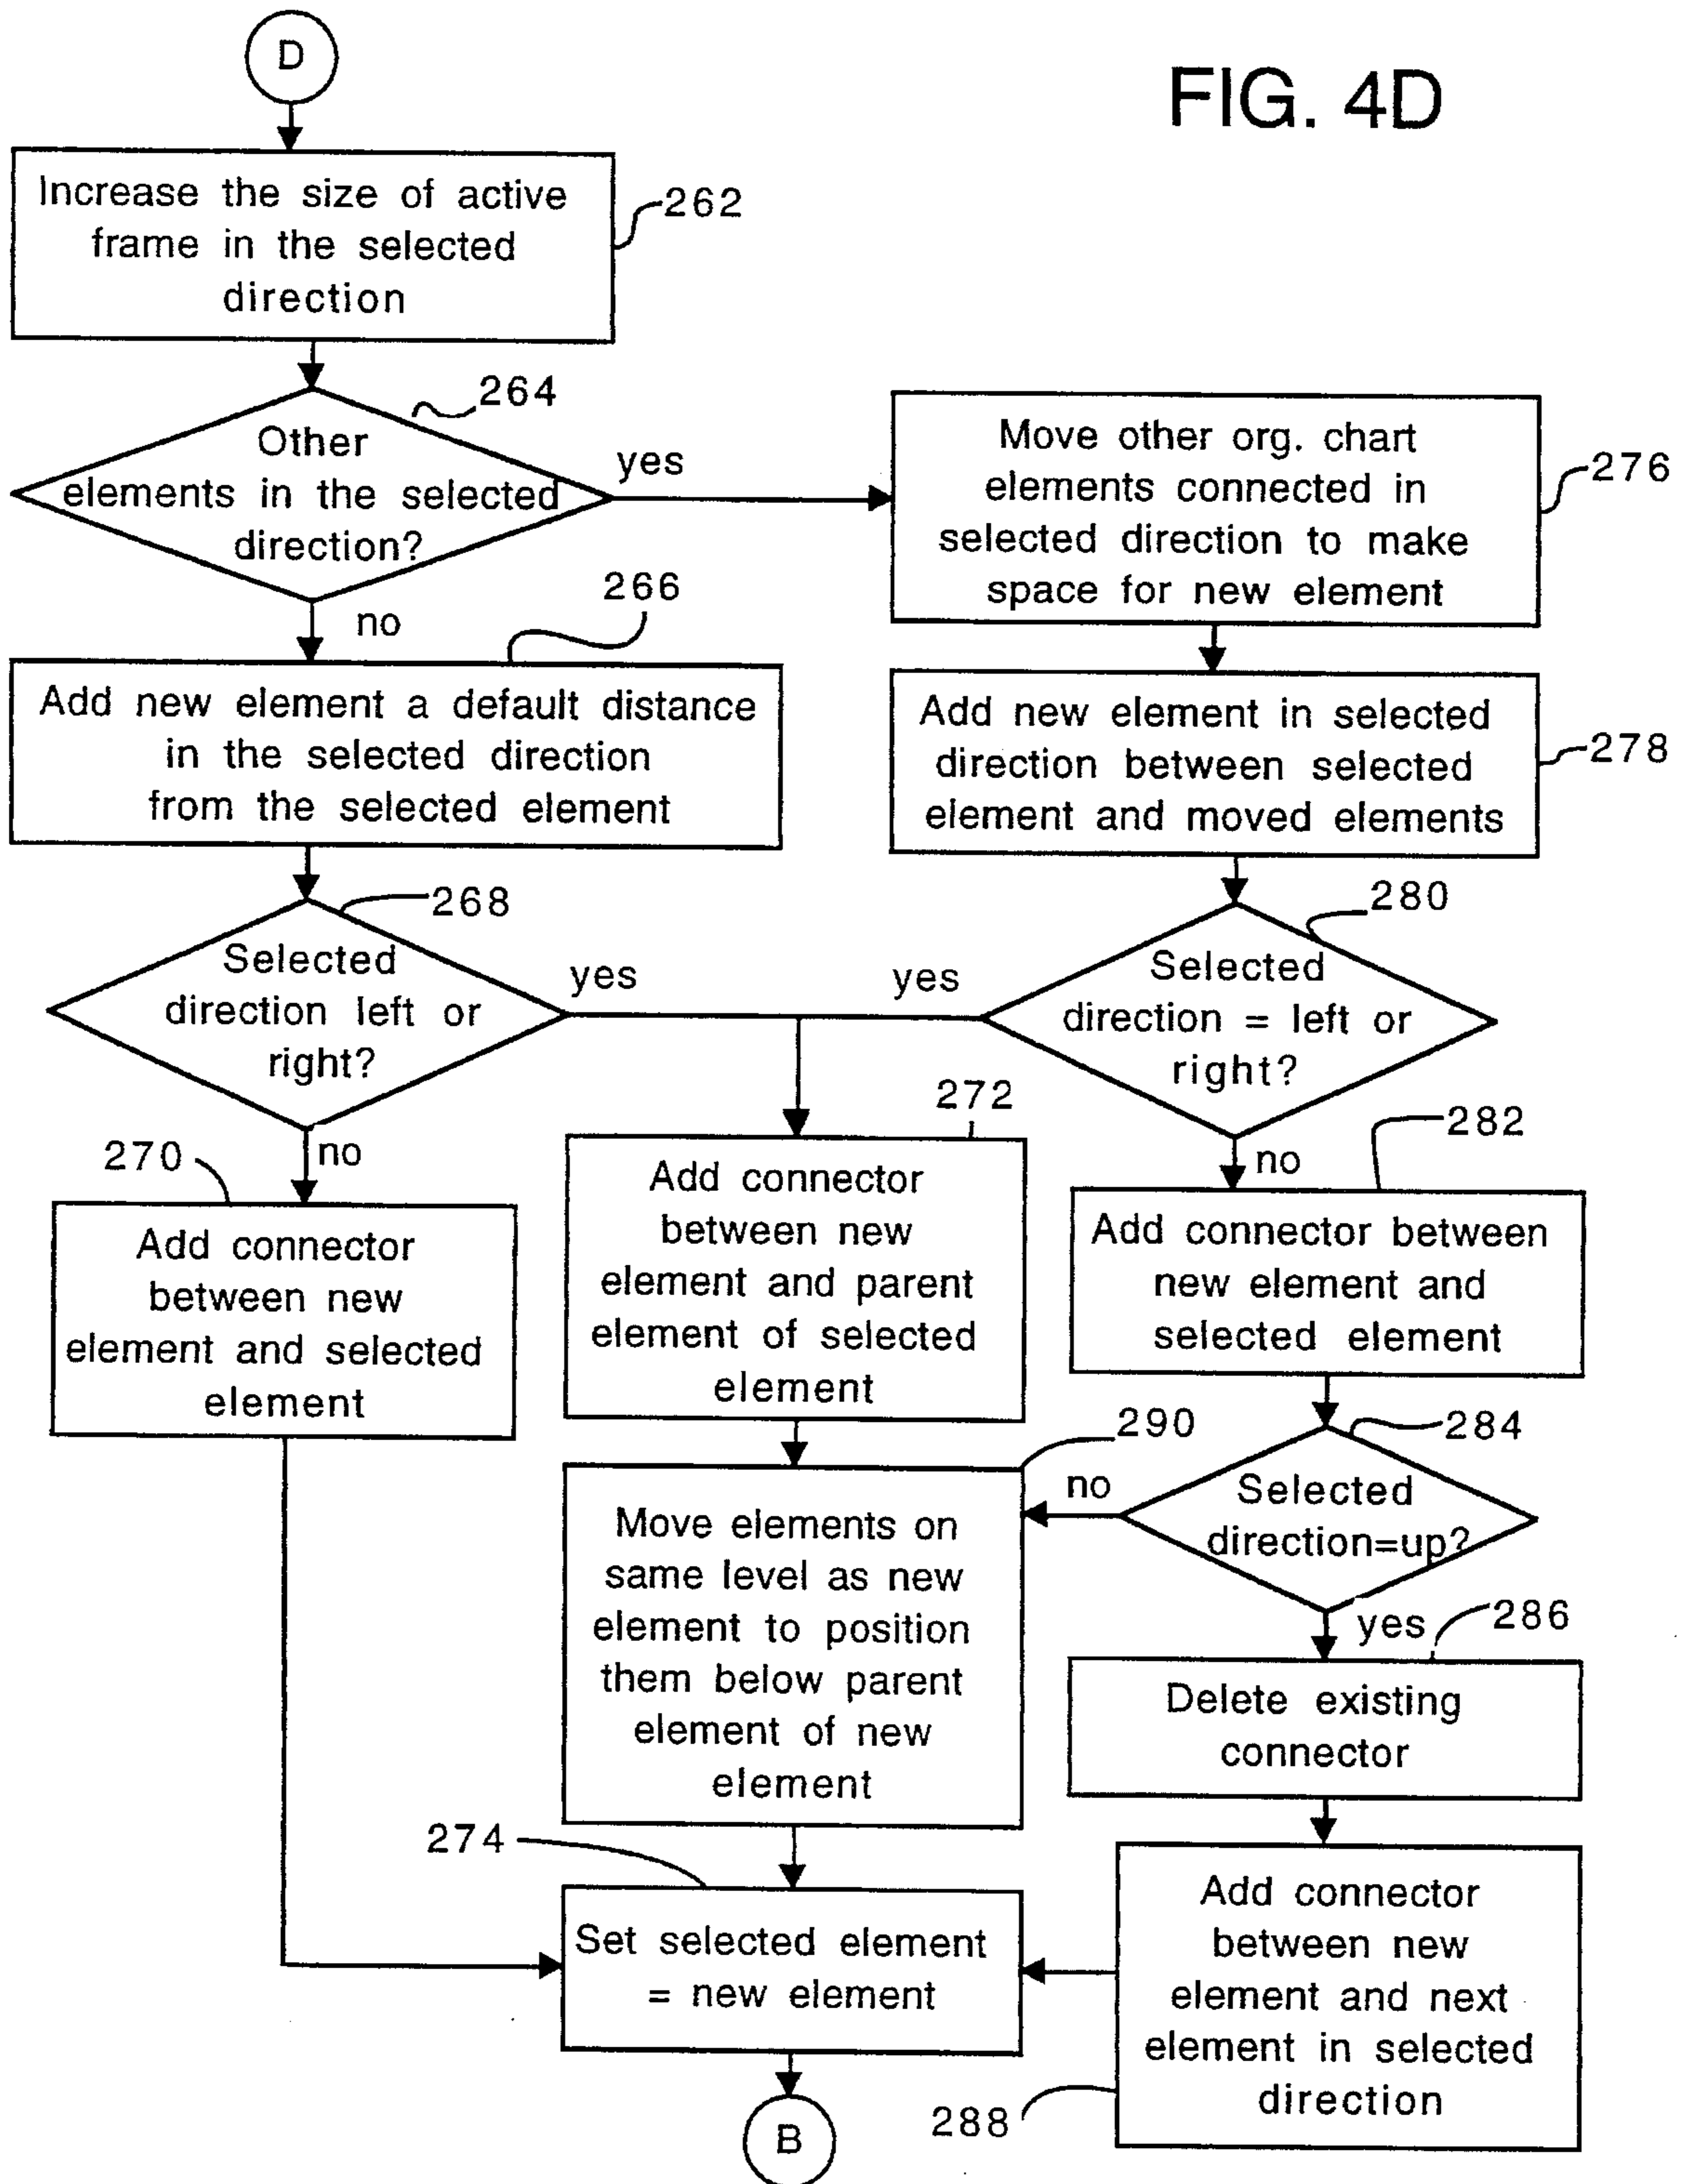 D
FIG. 4D
Increase the size of active
frame in the selected
direction
262
264
Other
elements in the selected
direction?
yes
no
Move other org. chart
elements connected in
selected direction to make
space for new element
276
266
Add new element a default distance
in the selected direction
from the selected element
Add new element in selected
direction between selected
element and moved elements
278
268
Selected
direction left or
right?
yes
no
280
Selected
direction = left or
right?
yes
no
270
Add connector
between new
element and selected
element
272
Add connector
between new
element and parent
element of selected
element
282
Add connector between
new element and
selected element
284
Selected
direction=up?
no
yes
290
Move elements on
same level as new
element to position
them below parent
element of new
element
286
Delete existing
connector
274
Set selected element
= new element
Add connector
between new
element and next
element in selected
direction
288
B